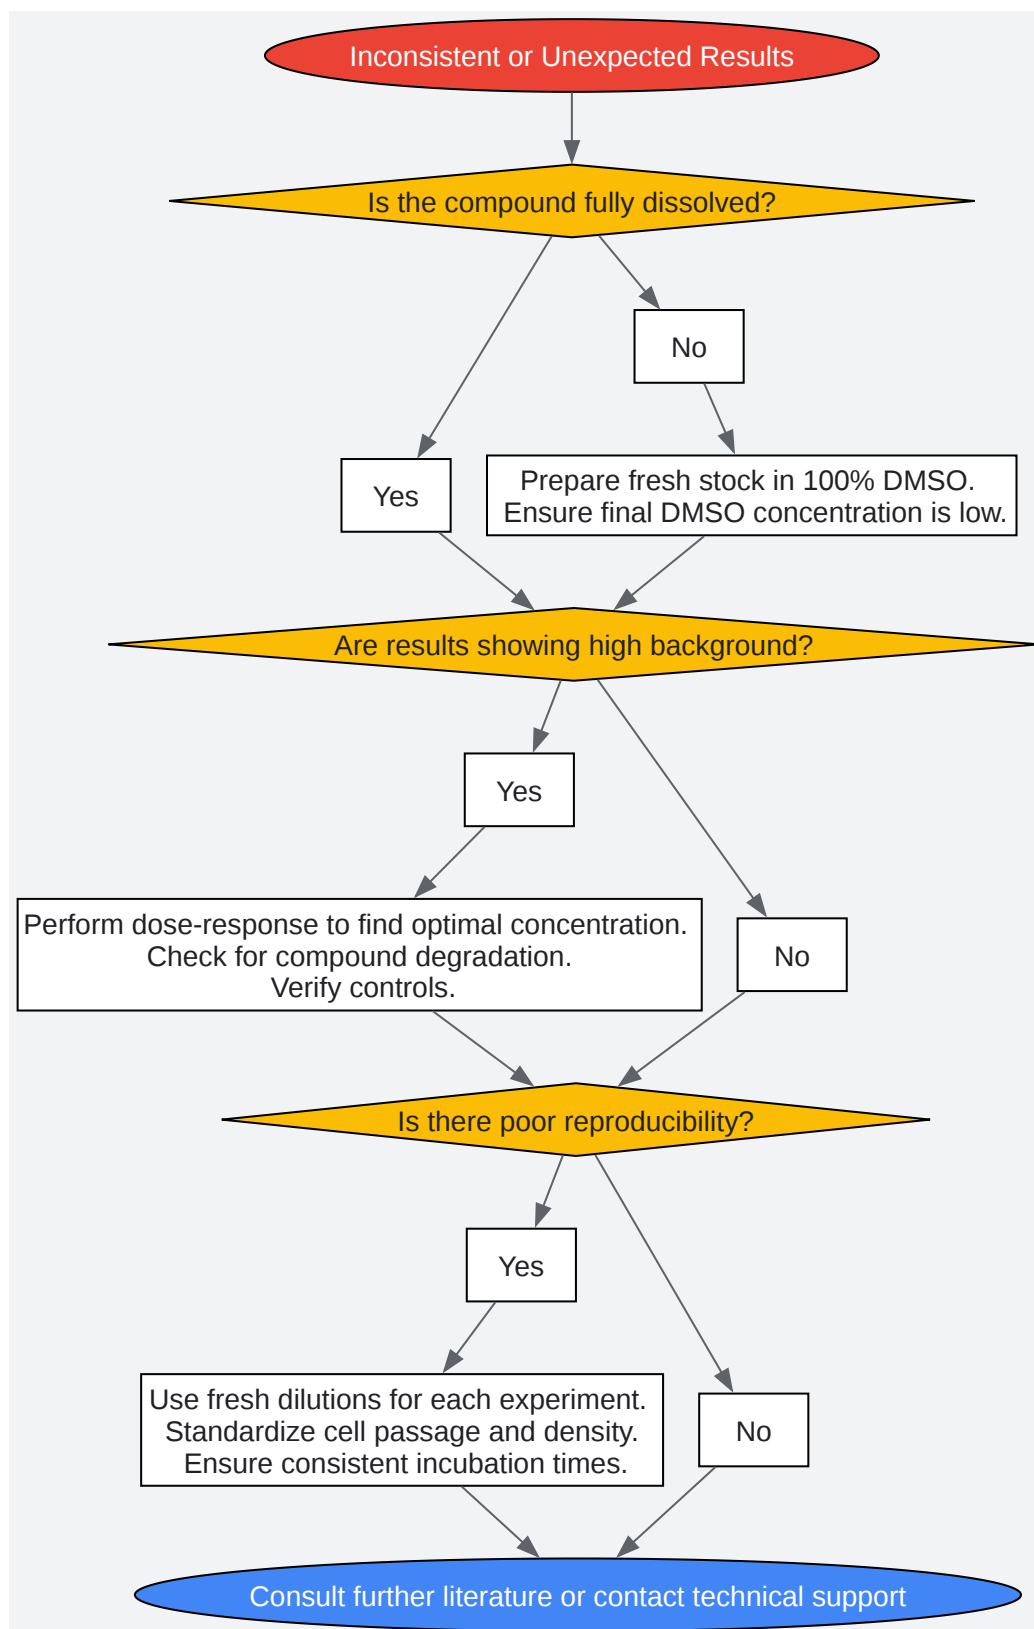 Inconsistent or Unexpected Results
Is the compound fully dissolved?
No
Yes
Prepare fresh stock in 100% DMSO.
Ensure final DMSO concentration is low.
Are results showing high background?
Yes
Perform dose-response to find optimal concentration.
Check for compound degradation.
Verify controls.
No
Is there poor reproducibility?
Yes
Use fresh dilutions for each experiment.
Standardize cell passage and density.
Ensure consistent incubation times.
No
Consult further literature or contact technical support